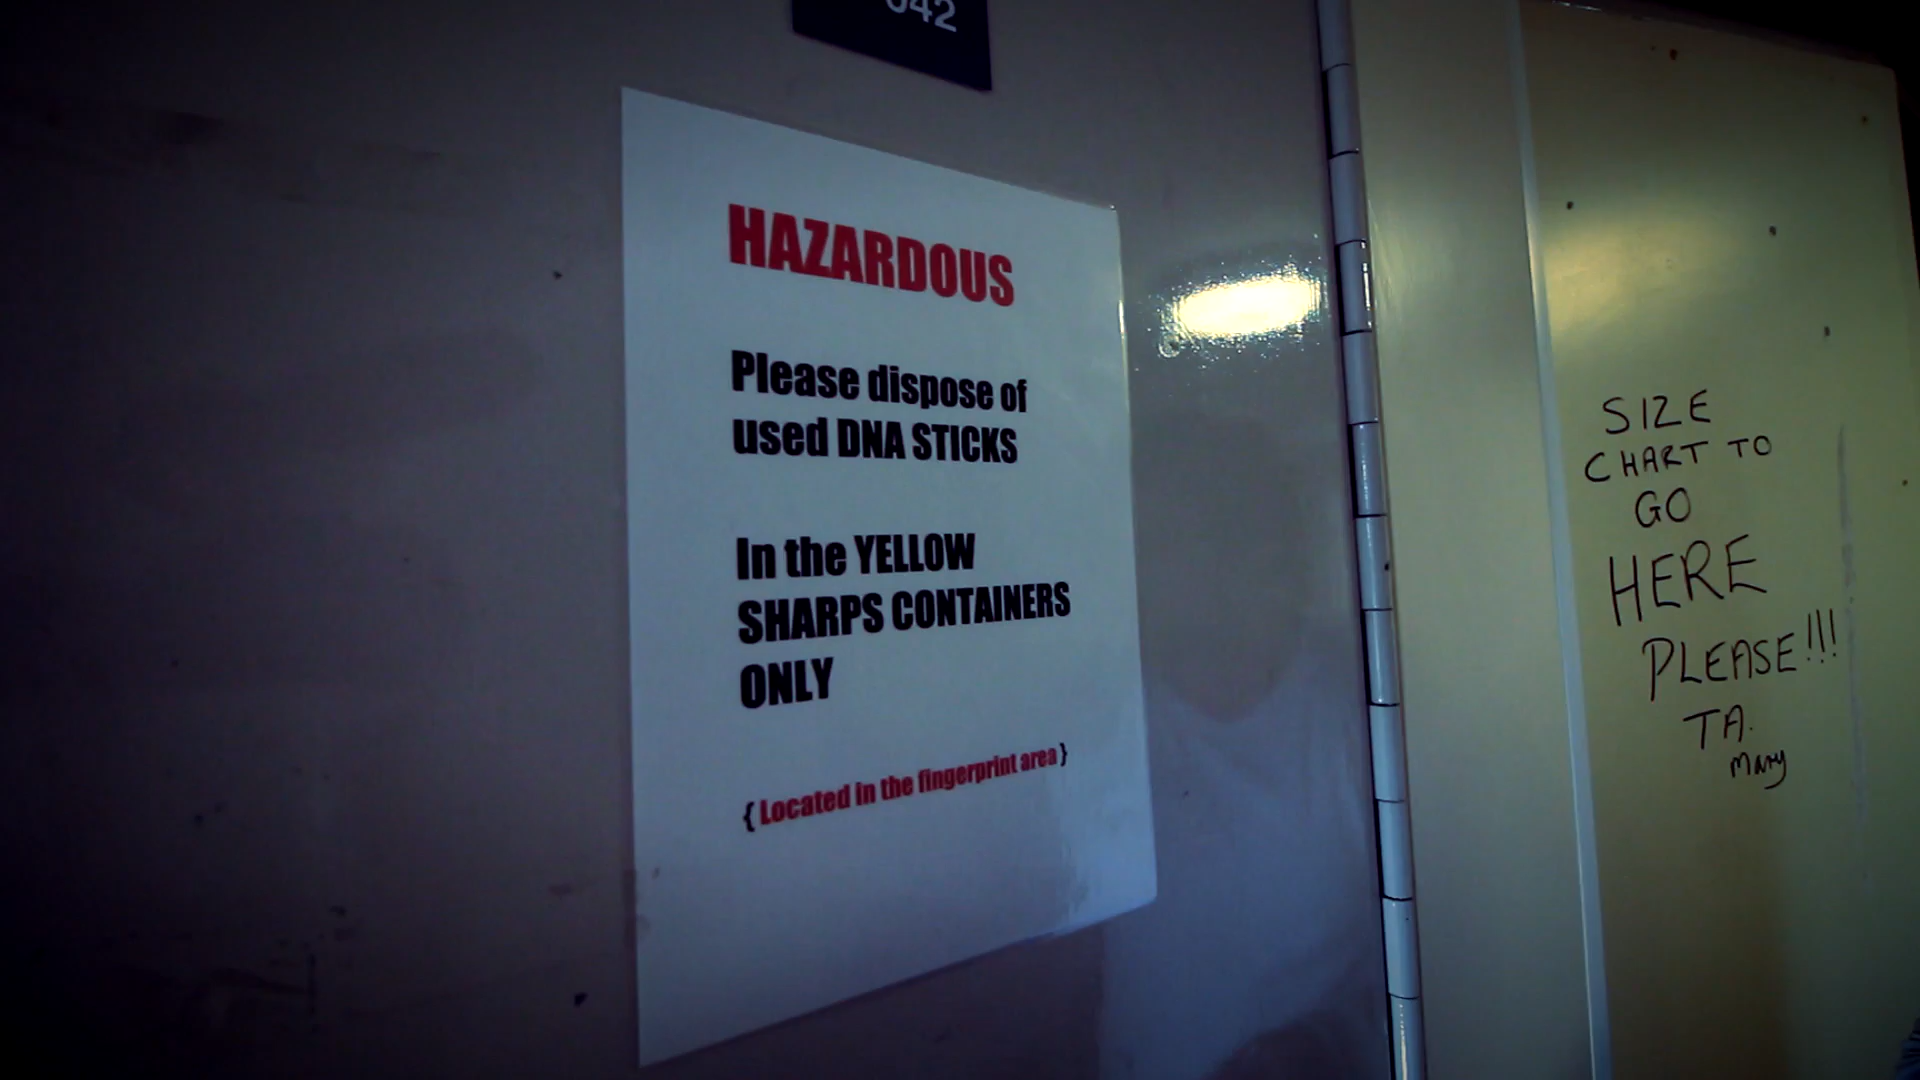 042
HAZARDOUS
Please dispose of
used DNA STICKS
In the YELLOW
SHARPS CONTAINERS
ONLY
{ Located in the fingerprint area }
SIZE
CHART TO
GO
HERE
PLEASE!!!
TA.
Mary